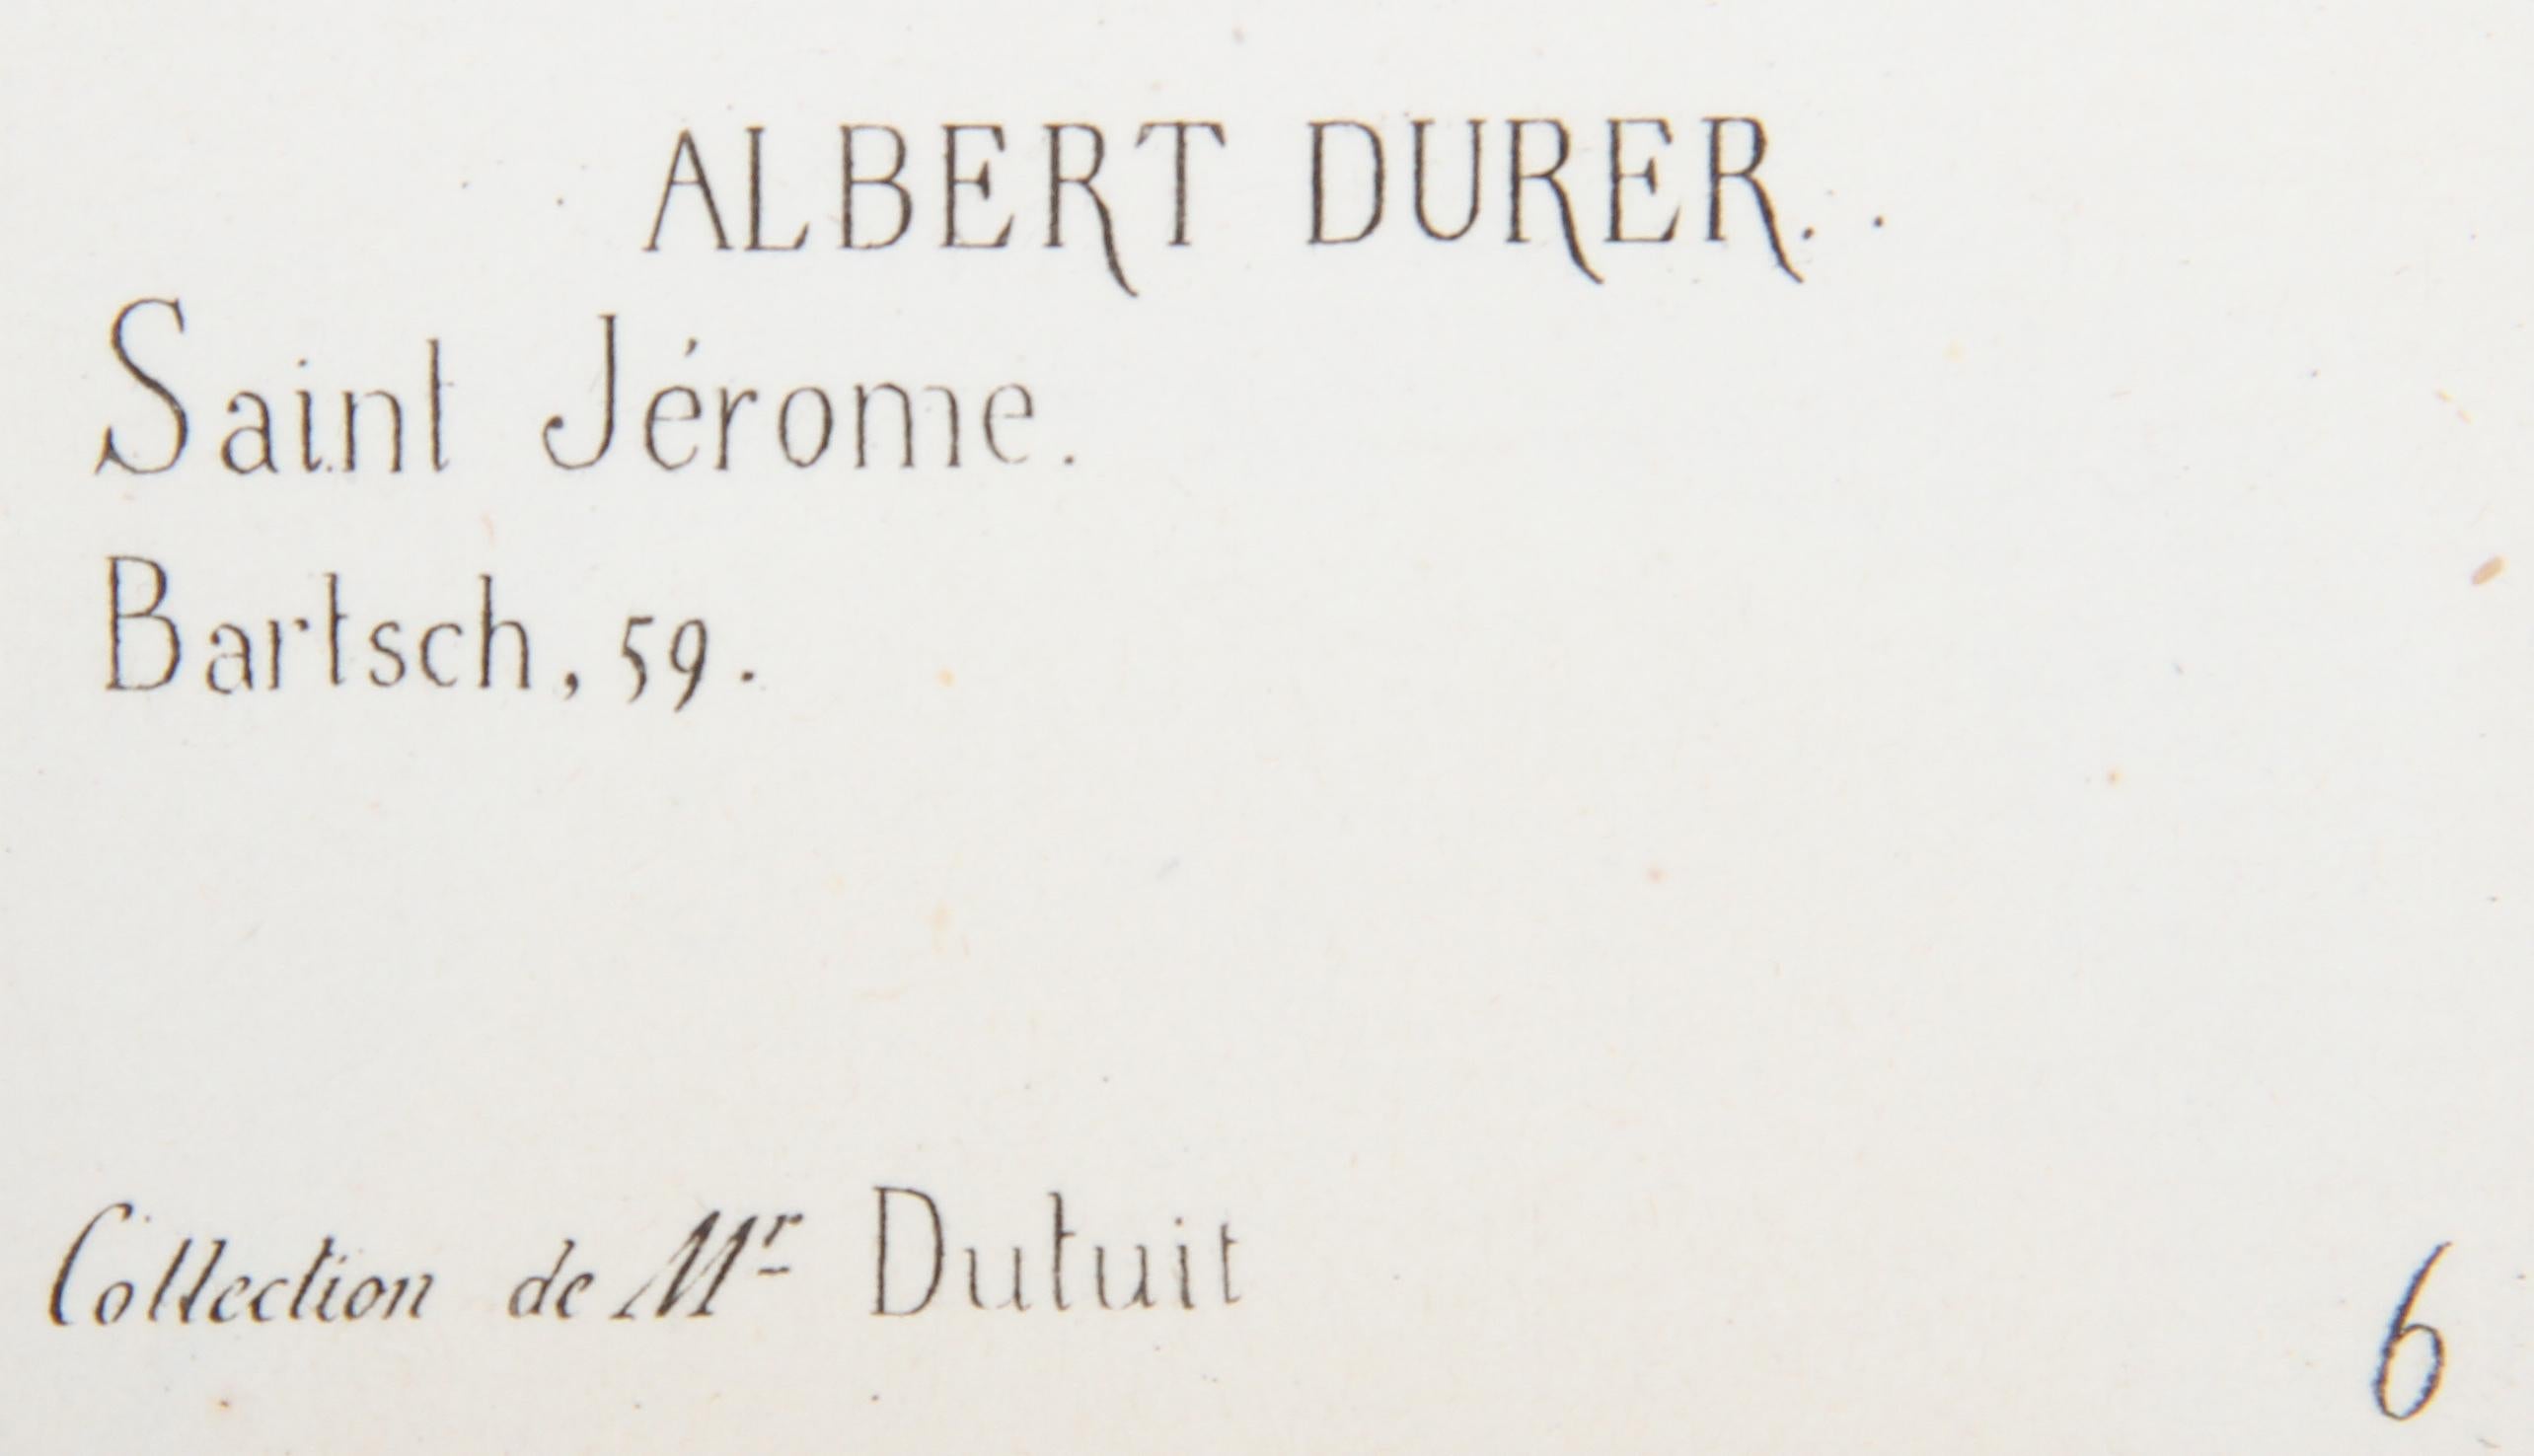 ALBERT DURER.
Saint Jérome.
Bartsch, 59.
Collection de Mr Dutuit
6